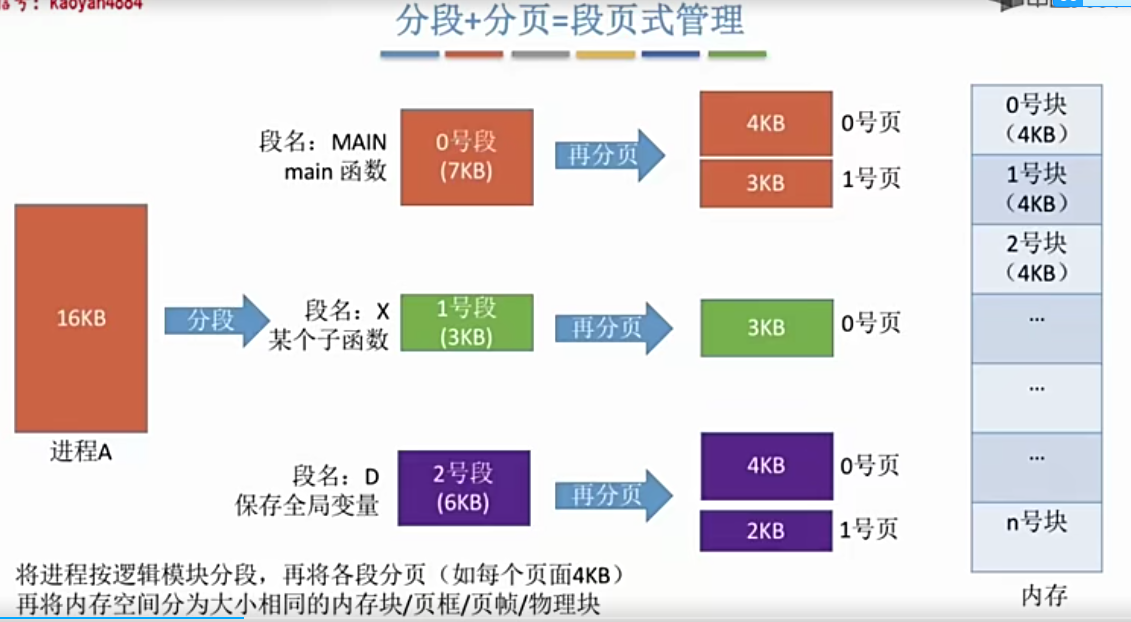 号：kaoyan4884
分段+分页=段页式管理
段名：MAIN
main 函数
0号段
(7KB)
再分页
4KB
0号页
3KB
1号页
16KB
进程A
分段
段名：X
某个子函数
1号段
(3KB)
再分页
3KB
0号页
段名：D
保存全局变量
2号段
(6KB)
再分页
4KB
0号页
2KB
1号页
0号块
（4KB）
1号块
（4KB）
2号块
（4KB）
...
...
...
n号块
内存
将进程按逻辑模块分段，再将各段分页（如每个页面4KB）
再将内存空间分为大小相同的内存块/页框/页帧/物理块